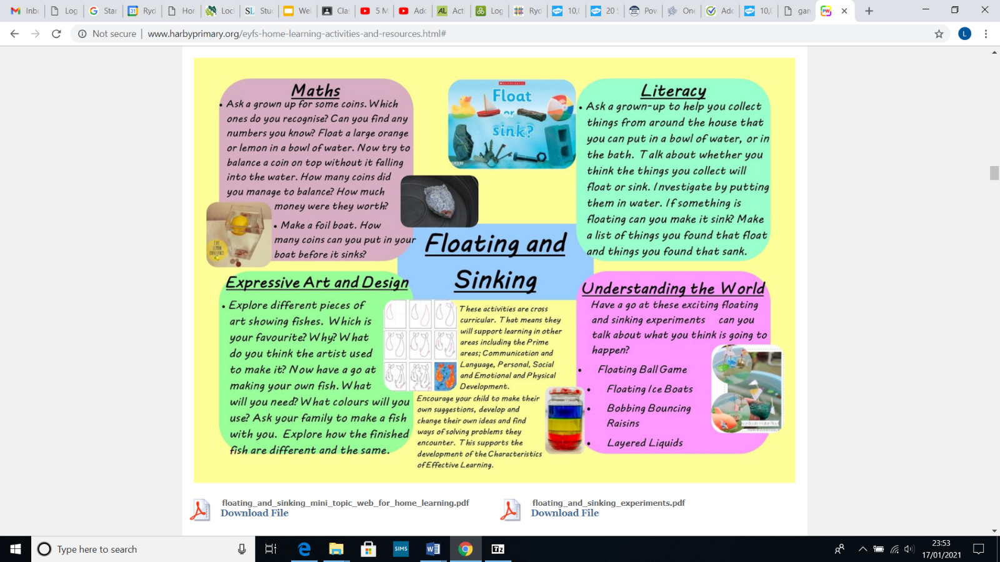 Inb
Log
Star
Ryd
Hor
Loc
Stu
Wel
Clas
5 M
Adc
Acti
Log
Ryd
10,(
20 :
Pov
One
Adc
10,(
gan
Not secure | www.harbyprimary.org/eyfs-home-learning-activities-and-resources.html#
L
Maths
• Ask a grown up for some coins. Which
ones do you recognise? Can you find any
numbers you know? Float a large orange
or lemon in a bowl of water. Now try to
balance a coin on top without it falling
into the water. How many coins did
you manage to balance? How much
money were they worth?
• Make a foil boat. How
many coins can you put in your
boat before it sinks?
THE
LEMON
CHALLENGE
SCHOLASTIC
Float
or
sink?
Literacy
• Ask a grown-up to help you collect
things from around the house that
you can put in a bowl of water, or in
the bath. Talk about whether you
think the things you collect will
float or sink. Investigate by putting
them in water. If something is
floating can you make it sink? Make
a list of things you found that float
and things you found that sank.
Floating and
Sinking
Expressive Art and Design
• Explore different pieces of
art showing fishes. Which is
your favourite? Why? What
do you think the artist used
to make it? Now have a go at
making your own fish. What
will you need? What colours will you
use? Ask your family to make a fish
with you. Explore how the finished
fish are different and the same.
These activities are cross
curricular. That means they
will support learning in other
areas including the Prime
areas; Communication and
Language, Personal, Social
and Emotional and Physical
Development.
Encourage your child to make their
own suggestions, develop and
change their own ideas and find
ways of solving problems they
encounter. This supports the
development of the Characteristics
of Effective Learning.
Understanding the World
Have a go at these exciting floating
and sinking experiments can you
talk about what you think is going to
happen?
• Floating Ball Game
• Floating Ice Boats
• Bobbing Bouncing
Raisins
• Layered Liquids
floating_and_sinking_mini_topic_web_for_home_learning.pdf
Download File
floating_and_sinking_experiments.pdf
Download File
Type here to search
SIMS
23:53
17/01/2021